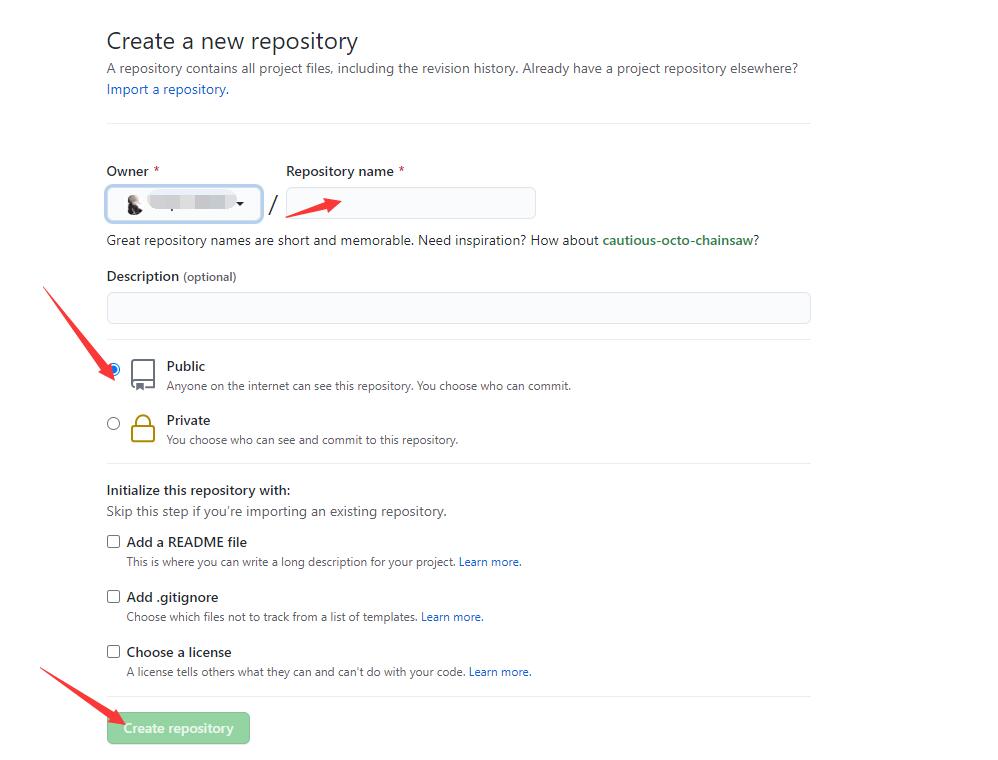 Create a new repository
A repository contains all project files, including the revision history. Already have a project repository elsewhere?
Import a repository.
Owner * Repository name *
/
Great repository names are short and memorable. Need inspiration? How about cautious-octo-chainsaw?
Description (optional)
Public
Anyone on the internet can see this repository. You choose who can commit.
Private
You choose who can see and commit to this repository.
Initialize this repository with:
Skip this step if you're importing an existing repository.
Add a README file
This is where you can write a long description for your project. Learn more.
Add .gitignore
Choose which files not to track from a list of templates. Learn more.
Choose a license
A license tells others what they can and can't do with your code. Learn more.
Create repository